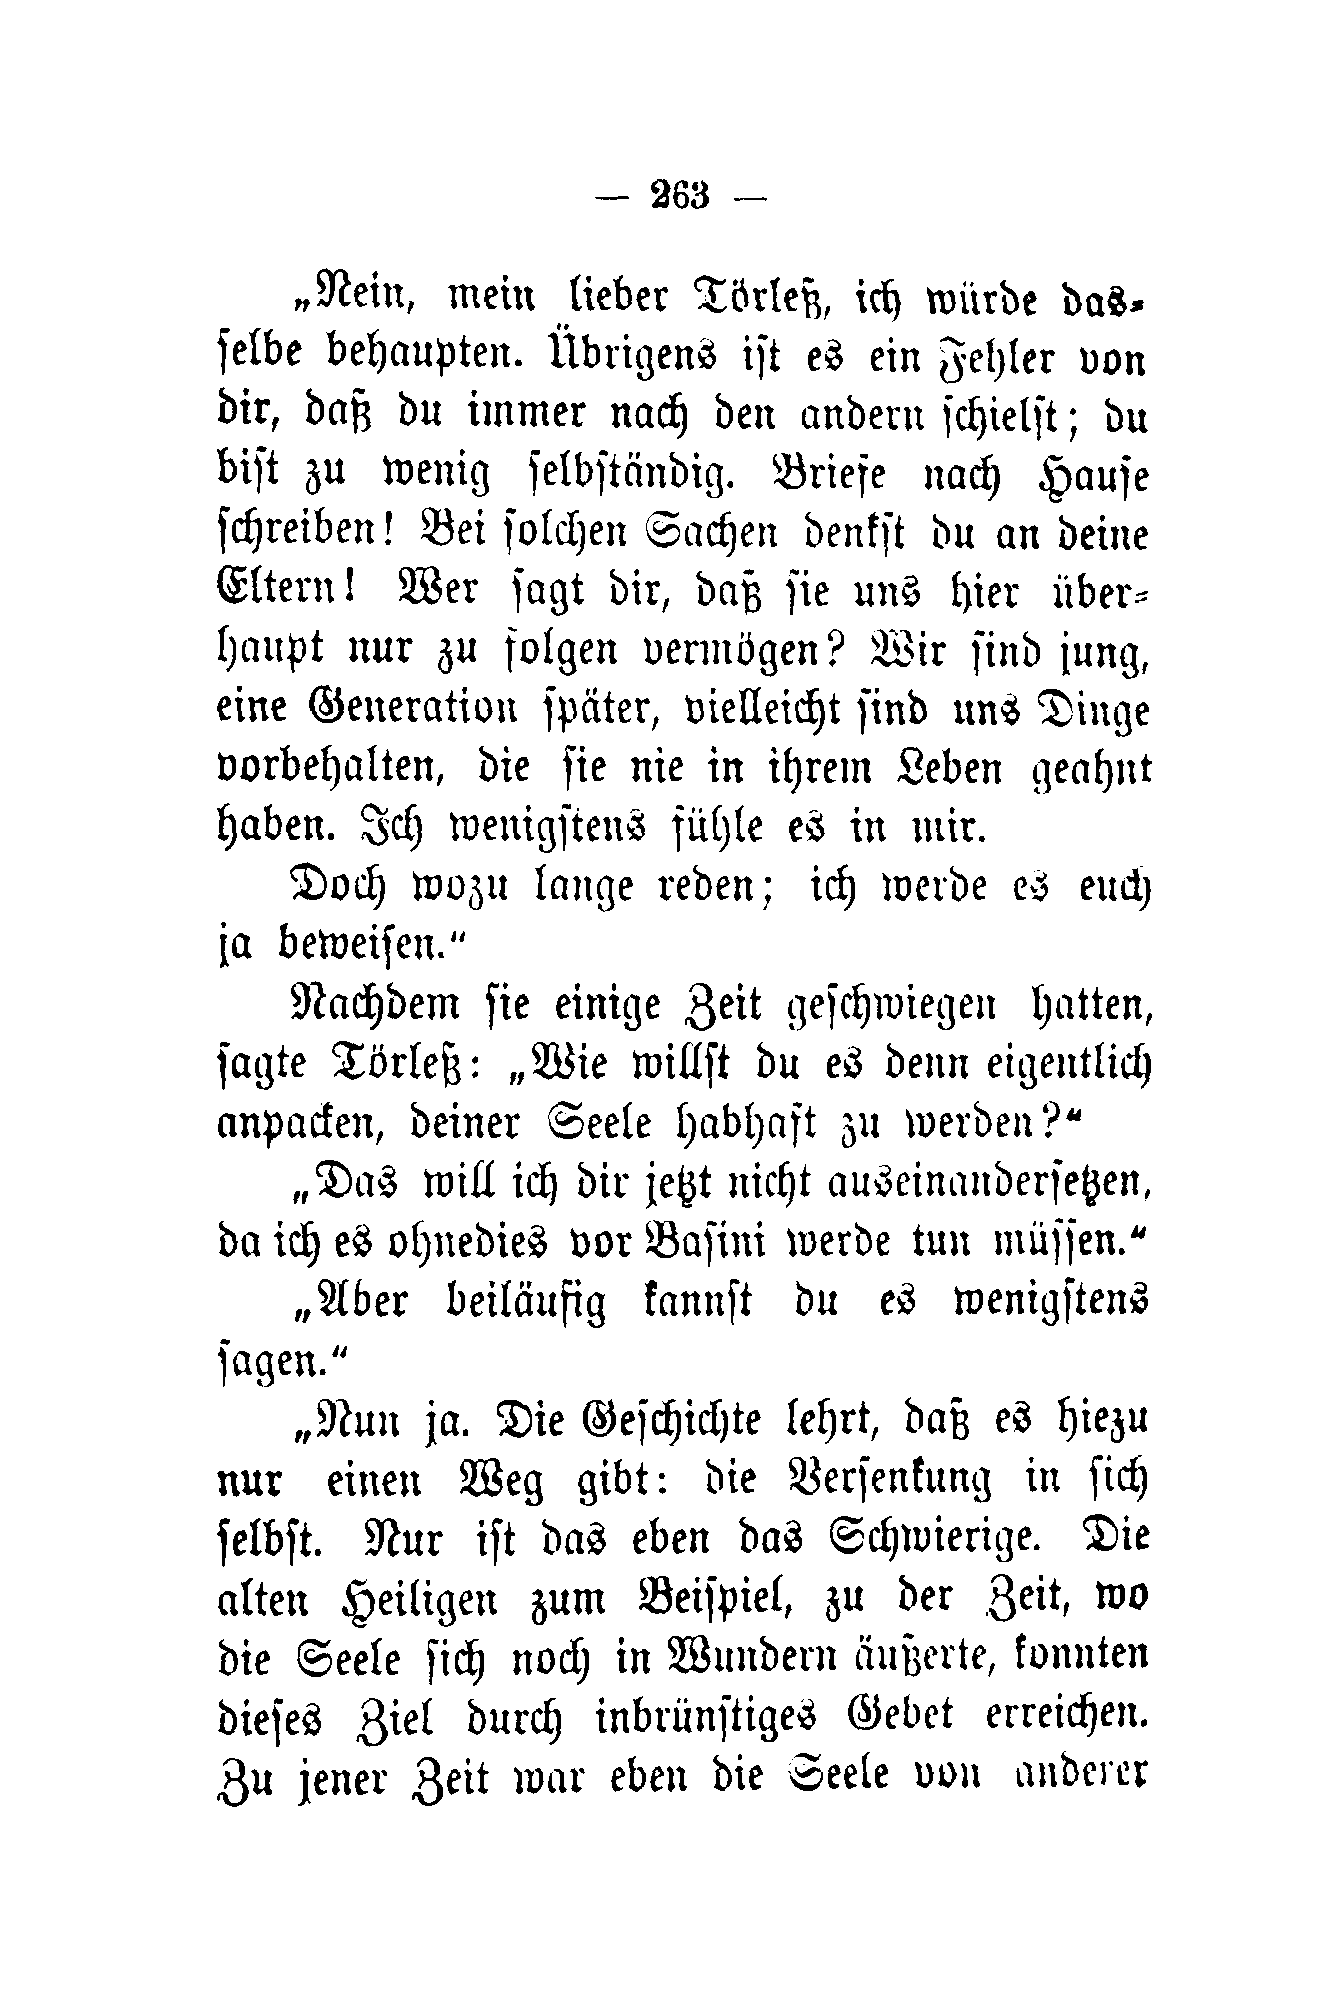 — 263 —
„Nein, mein lieber Törleß, ich würde das-
selbe behaupten. Übrigens ist es ein Fehler von
dir, daß du immer nach den andern schielst; du
bist zu wenig selbständig. Briefe nach Hause
schreiben! Bei solchen Sachen denkst du an deine
Eltern! Wer sagt dir, daß sie uns hier über-
haupt nur zu folgen vermögen? Wir sind jung,
eine Generation später, vielleicht sind uns Dinge
vorbehalten, die sie nie in ihrem Leben geahnt
haben. Ich wenigstens fühle es in mir.
Doch wozu lange reden; ich werde es euch
ja beweisen.“
Nachdem sie einige Zeit geschwiegen hatten,
sagte Törleß: „Wie willst du es denn eigentlich
anpacken, deiner Seele habhaft zu werden?“
„Das will ich dir jetzt nicht auseinandersetzen,
da ich es ohnedies vor Basini werde tun müssen.“
„Aber beiläufig kannst du es wenigstens
sagen.“
„Nun ja. Die Geschichte lehrt, daß es hiezu
nur einen Weg gibt: die Versenkung in sich
selbst. Nur ist das eben das Schwierige. Die
alten Heiligen zum Beispiel, zu der Zeit, wo
die Seele sich noch in Wundern äußerte, konnten
dieses Ziel durch inbrünstiges Gebet erreichen.
Zu jener Zeit war eben die Seele von anderer